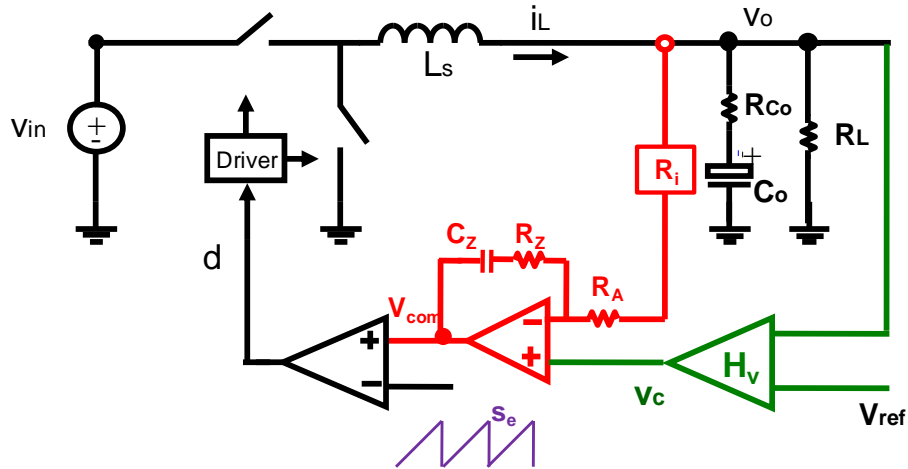 iL
vo
Ls
vin
+
-
Driver
RCo
+
Co
RL
Ri
d
CZ
RZ
RA
Vcom
+
−
−
+
Hv
vc
Vref
se